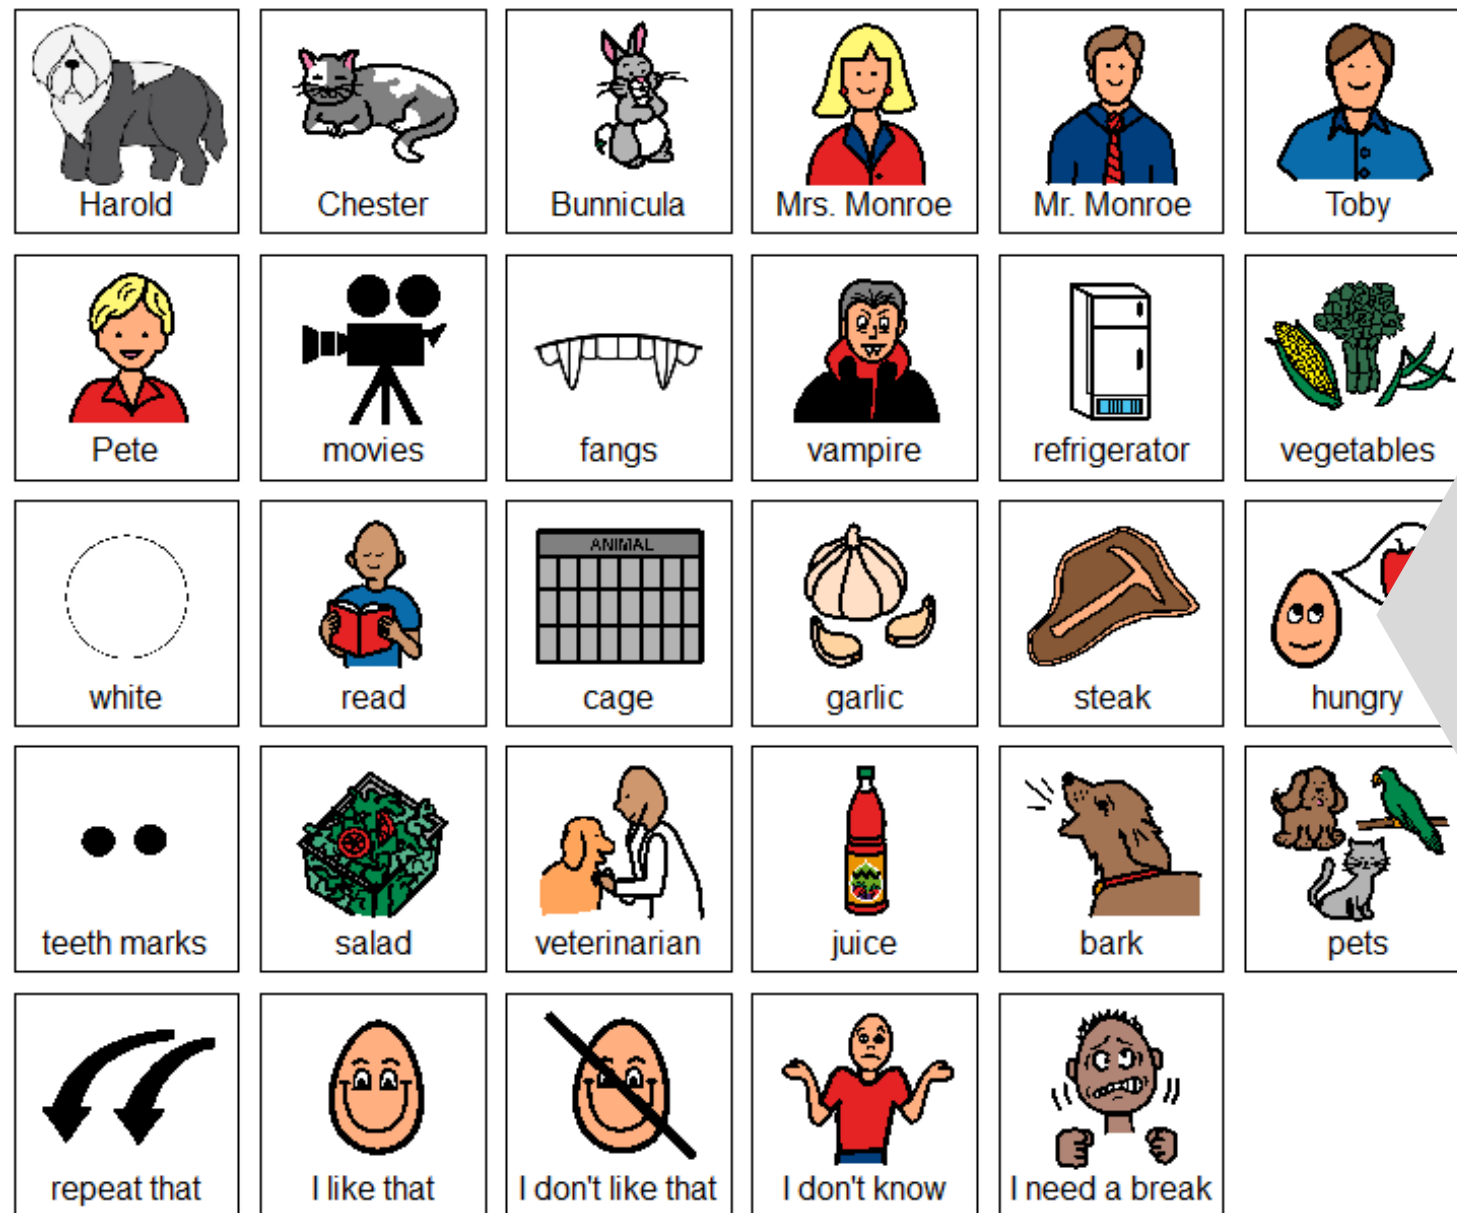 Harold
Chester
Bunnicula
Mrs. Monroe
Mr. Monroe
Toby
Pete
movies
fangs
vampire
refrigerator
vegetables
white
read
ANIMAL
cage
garlic
steak
hungry
teeth marks
salad
veterinarian
juice
bark
pets
repeat that
I like that
I don't like that
I don't know
I need a break